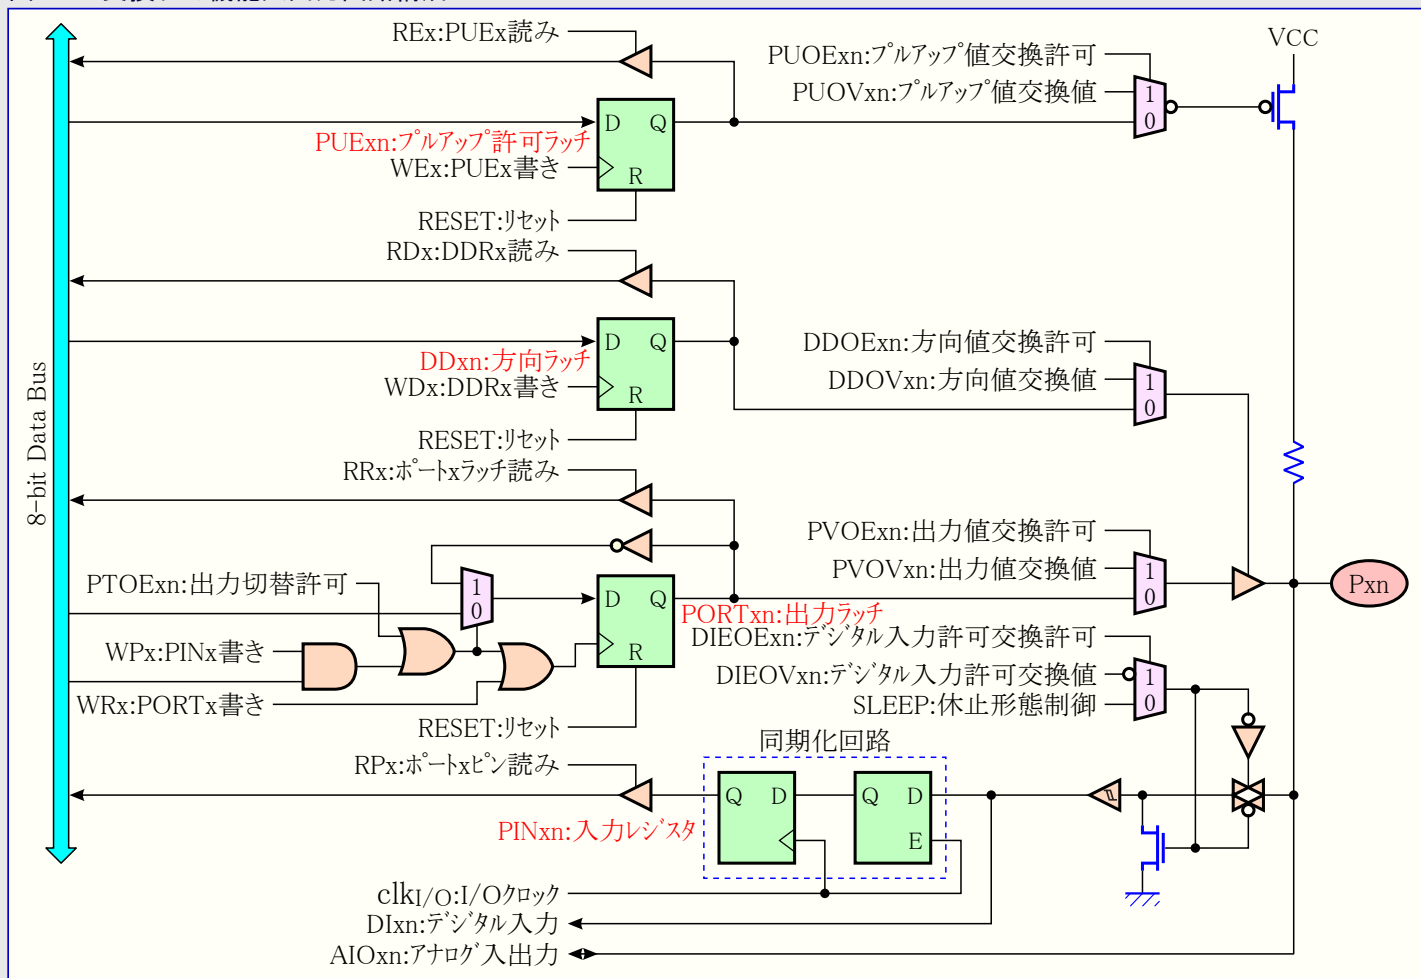 REx:PUEx読み
PUOExn:プルアップ値交換許可
VCC
PUOVxn:プルアップ値交換値
1
0
D Q
PUExn:プルアップ許可ラッチ
WEx:PUEx書き
R
RESET:リセット
RDx:DDRx読み
D Q
DDxn:方向ラッチ
WDx:DDRx書き
R
DDOExn:方向値交換許可
DDOVxn:方向値交換値
1
0
RESET:リセット
RRx:ポートxラッチ読み
8-bit Data Bus
PVOExn:出力値交換許可
PVOVxn:出力値交換値
1
0
Pxn
PTOExn:出力切替許可
1
0
D Q
PORTxn:出力ラッチ
WPx:PINx書き
R
WRx:PORTx書き
RESET:リセット
DIEOExn:デジタル入力許可交換許可
DIEOVxn:デジタル入力許可交換値
SLEEP:休止形態制御
1
0
同期化回路
RPx:ポートxピン読み
Q D
Q D
E
PINxn:入力レジスタ
clkI/O:I/Oクロック
DIxn:デジタル入力
AIOxn:アナログ入出力